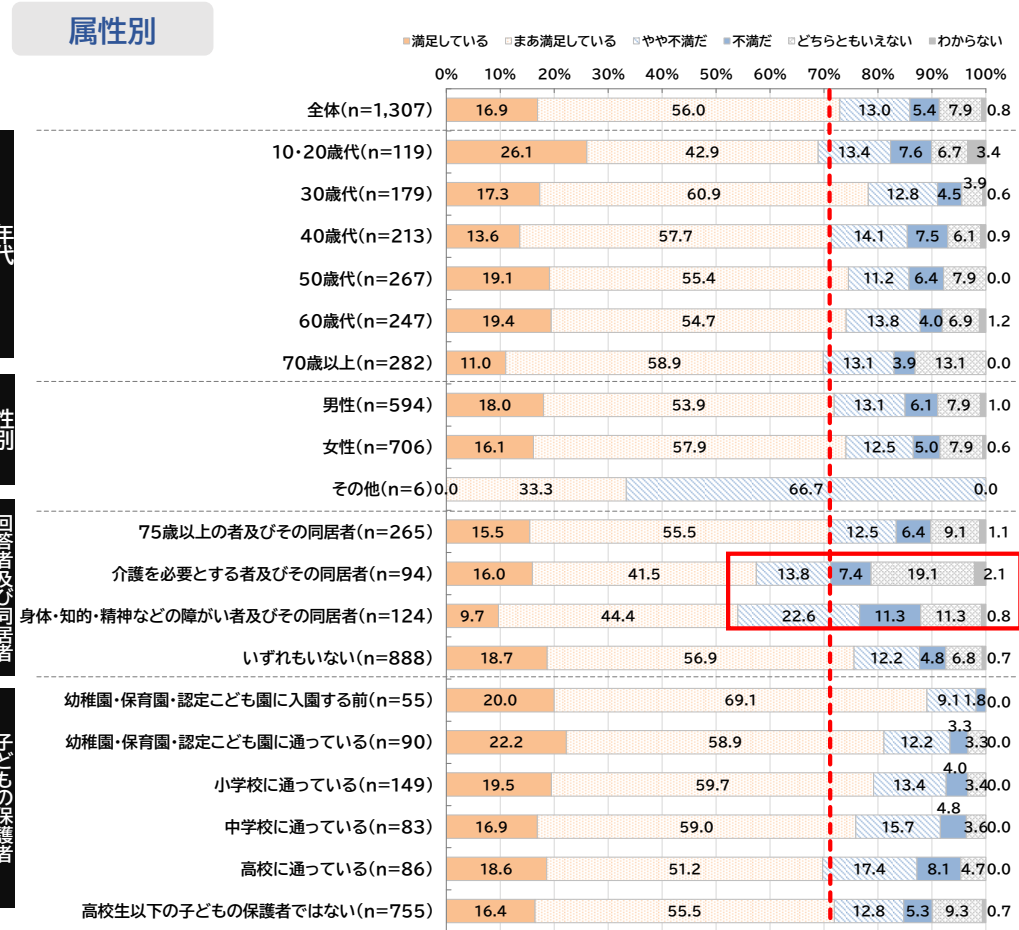 属性別
満足している まあ満足している やや不満だ 不満だ どちらともいえない わからない
0% 10% 20% 30% 40% 50% 60% 70% 80% 90% 100%
全体(n=1,307) 16.9 56.0 13.0 5.4 7.9 0.8
年代
10・20歳代(n=119) 26.1 42.9 13.4 7.6 6.7 3.4
30歳代(n=179) 17.3 60.9 12.8 4.5 3.9 0.6
40歳代(n=213) 13.6 57.7 14.1 7.5 6.1 0.9
50歳代(n=267) 19.1 55.4 11.2 6.4 7.9 0.0
60歳代(n=247) 19.4 54.7 13.8 4.0 6.9 1.2
70歳以上(n=282) 11.0 58.9 13.1 3.9 13.1 0.0
性別
男性(n=594) 18.0 53.9 13.1 6.1 7.9 1.0
女性(n=706) 16.1 57.9 12.5 5.0 7.9 0.6
その他(n=6) 0.0 33.3 66.7 0.0
回答者及び同居者
75歳以上の者及びその同居者(n=265) 15.5 55.5 12.5 6.4 9.1 1.1
介護を必要とする者及びその同居者(n=94) 16.0 41.5 13.8 7.4 19.1 2.1
身体・知的・精神などの障がい者及びその同居者(n=124) 9.7 44.4 22.6 11.3 11.3 0.8
いずれもいない(n=888) 18.7 56.9 12.2 4.8 6.8 0.7
子どもの保護者
幼稚園・保育園・認定こども園に入園する前(n=55) 20.0 69.1 9.1 1.8 0.0
幼稚園・保育園・認定こども園に通っている(n=90) 22.2 58.9 12.2 3.3 3.3 0.0
小学校に通っている(n=149) 19.5 59.7 13.4 4.0 3.4 0.0
中学校に通っている(n=83) 16.9 59.0 15.7 4.8 3.6 0.0
高校に通っている(n=86) 18.6 51.2 17.4 8.1 4.7 0.0
高校生以下の子どもの保護者ではない(n=755) 16.4 55.5 12.8 5.3 9.3 0.7